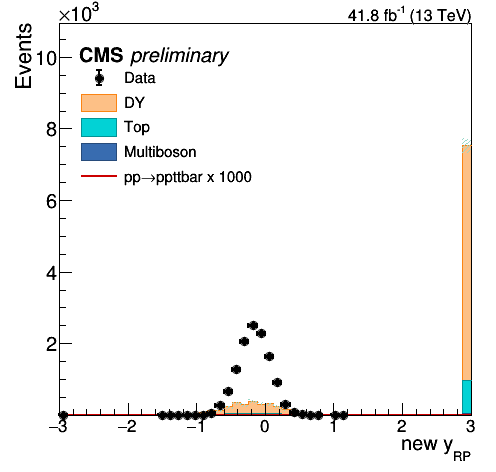 ×10³
41.8 fb⁻¹ (13 TeV)
Events
CMS preliminary
Data
DY
Top
Multiboson
pp→ppttbar x 1000
10
8
6
4
2
−3 −2 −1 0 1 2 3
new y_RP